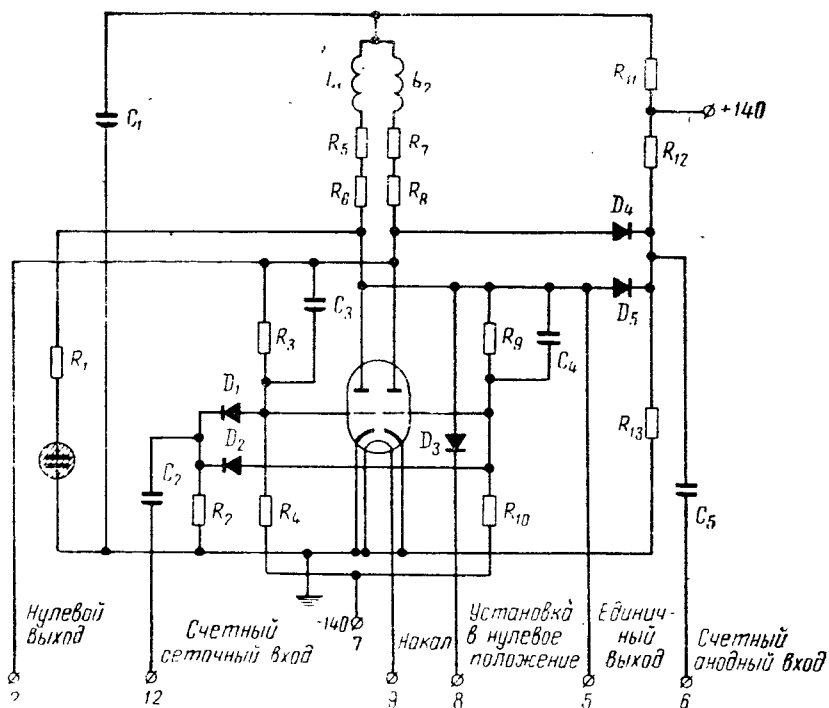 L₁
L₂
R₁₁
+140
C₁
R₅
R₇
R₁₂
R₆
R₈
D₄
C₃
D₅
R₃
R₉
C₄
R₁
D₁
R₁₃
D₂
D₃
C₂
R₂
R₄
R₁₀
C₅
Нулевой
выход
Счетный
сеточный вход
-140
7
Накал
Установка
в нулевое
положение
Единич-
ный
выход
Счетный
анодный вход
2
12
9
8
5
6